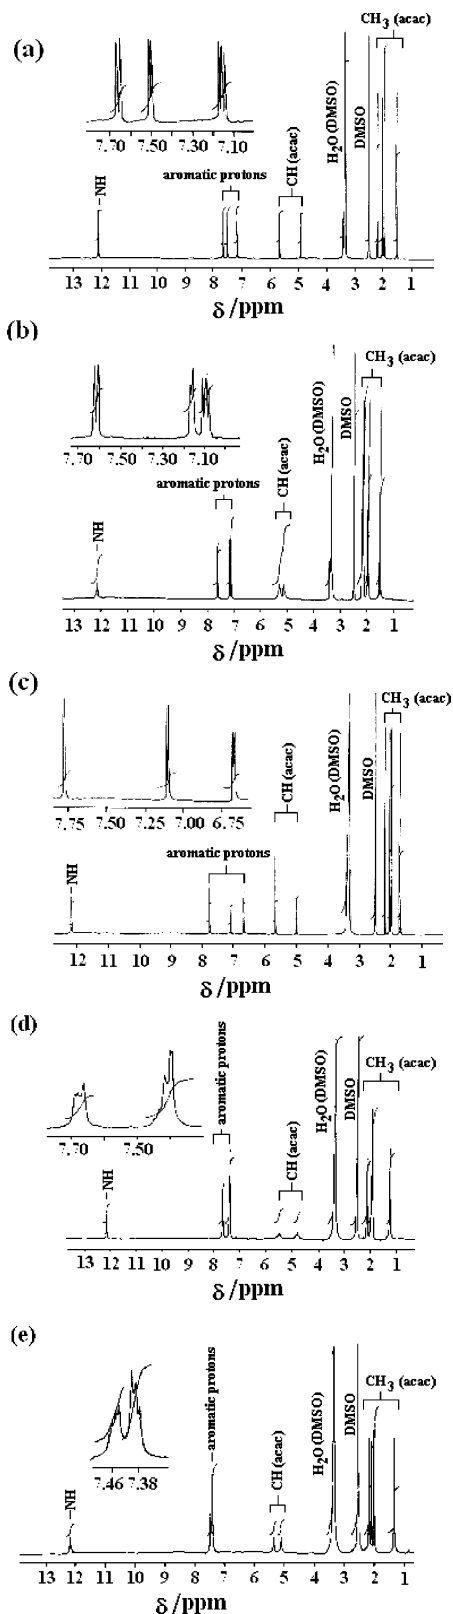 (a)
CH3 (acac)
H2O (DMSO)
DMSO
7.70 7.50 7.30 7.10
NH
aromatic protons
CH (acac)
12 11 10 9 8 7 6 5 4 3 2 1
δ /ppm
(b)
CH3 (acac)
H2O (DMSO)
DMSO
7.70 7.50 7.30 7.10
NH
aromatic protons
CH (acac)
13 12 11 10 9 8 7 6 5 4 3 2 1
δ /ppm
(c)
CH3 (acac)
H2O (DMSO)
DMSO
7.75 7.50 7.25 7.00 6.75
CH (acac)
aromatic protons
NH
12 11 10 9 8 7 6 5 4 3 2 1
δ /ppm
(d)
aromatic protons
H2O (DMSO)
DMSO
CH3 (acac)
7.70 7.50
NH
CH (acac)
13 12 11 10 9 8 7 6 5 4 3 2 1
δ /ppm
(e)
aromatic protons
H2O (DMSO)
DMSO
CH3 (acac)
7.46 7.38
NH
CH (acac)
13 12 11 10 9 8 7 6 5 4 3 2 1
δ /ppm